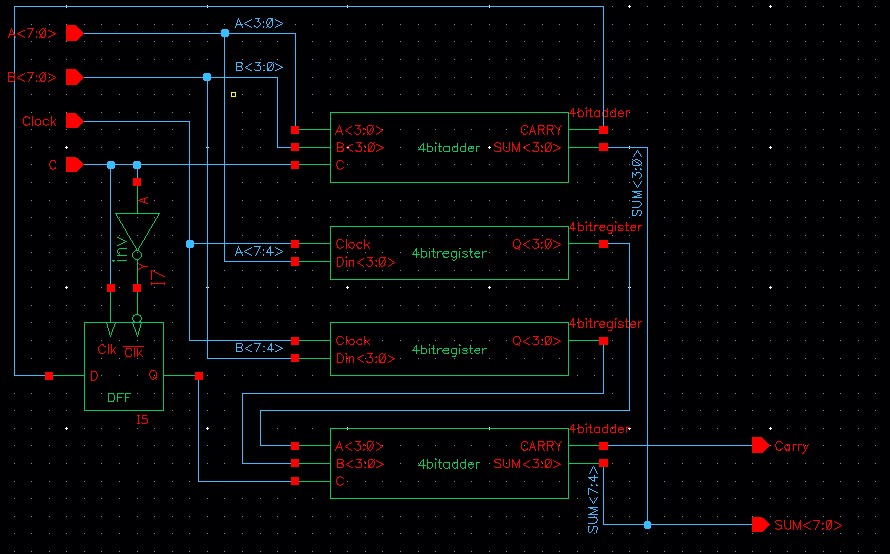 A<7:0>
A<3:0>
B<7:0>
B<3:0>
Clock
C
4bitadder
A<3:0>
B<3:0>
C
4bitadder
CARRY
SUM<3:0>
SUM<3:0>
A
inv
Y
I7
A<7:4>
4bitregister
Clock
Din<3:0>
4bitregister
Q<3:0>
B<7:4>
4bitregister
Clock
Din<3:0>
4bitregister
Q<3:0>
Clk
Clk
D
Q
DFF
I5
4bitadder
A<3:0>
B<3:0>
C
4bitadder
CARRY
SUM<3:0>
SUM<7:4>
Carry
SUM<7:0>